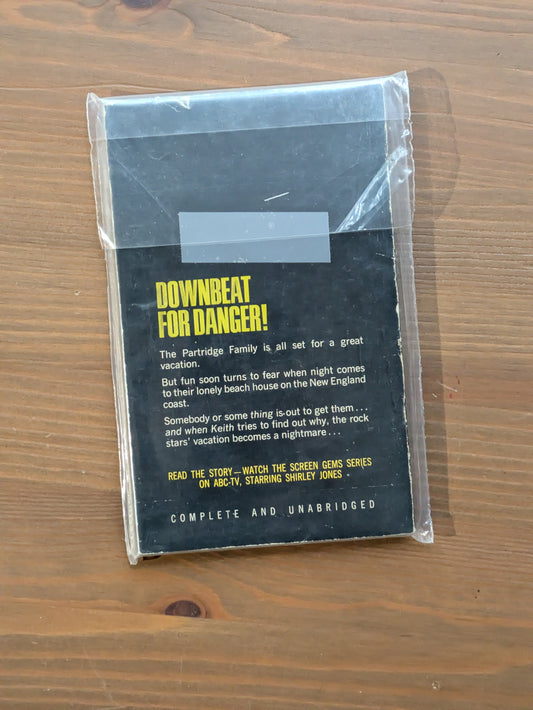 DOWNBEAT
FOR DANGER!
The Partridge Family is all set for a great
vacation.
But fun soon turns to fear when night comes
to their lonely beach house on the New England
coast.
Somebody or some thing is out to get them...
and when Keith tries to find out why, the rock
stars' vacation becomes a nightmare...
READ THE STORY—WATCH THE SCREEN GEMS SERIES
ON ABC-TV, STARRING SHIRLEY JONES
COMPLETE AND UNABRIDGED